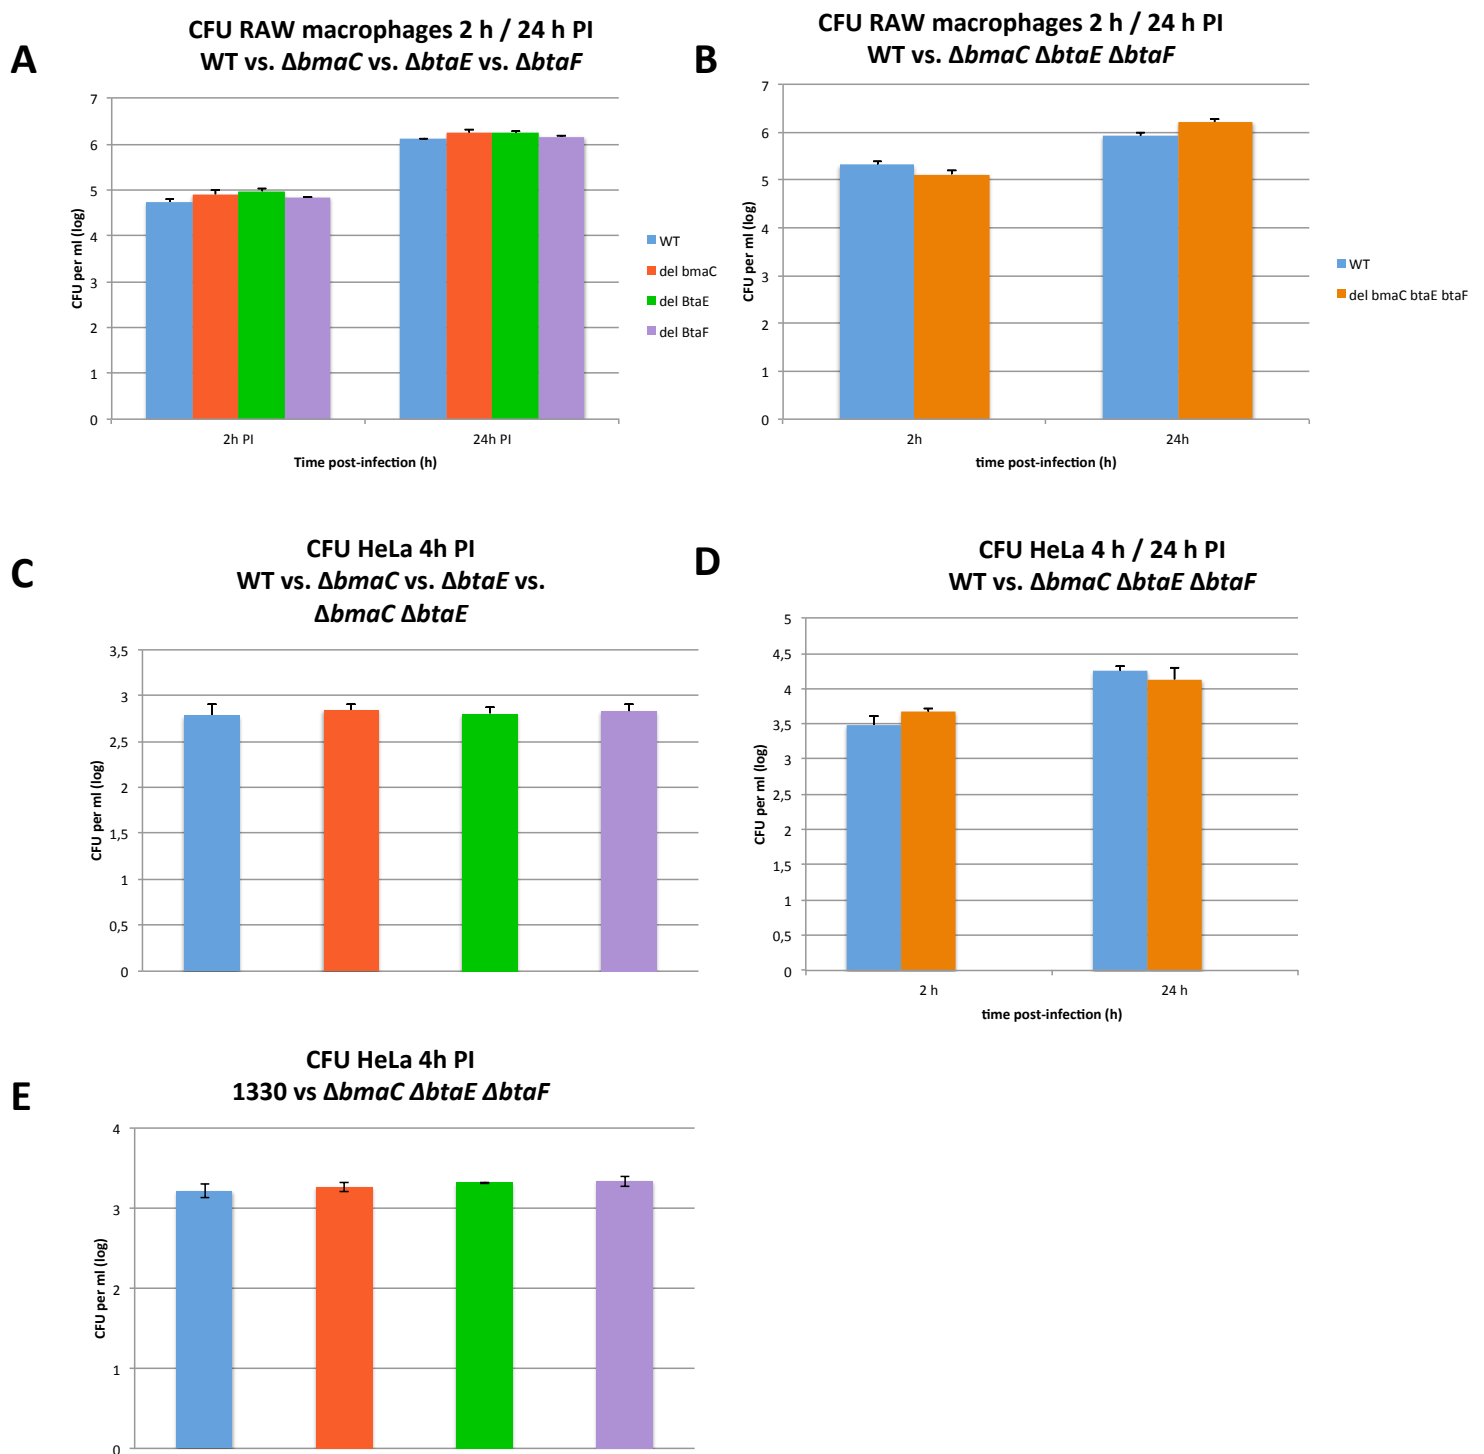 A
CFU RAW macrophages 2 h / 24 h PI
WT vs. ΔbmaC vs. ΔbtaE vs. ΔbtaF
7
6
5
4
3
2
1
0
CFU per ml (log)
2h PI
24h PI
Time post-infection (h)
WT
del bmaC
del BtaE
del BtaF
B
CFU RAW macrophages 2 h / 24 h PI
WT vs. ΔbmaC ΔbtaE ΔbtaF
7
6
5
4
3
2
1
0
CFU per ml (log)
2h
24h
time post-infection (h)
WT
del bmaC btaE btaF
C
CFU HeLa 4h PI
WT vs. ΔbmaC vs. ΔbtaE vs.
ΔbmaC ΔbtaE
3,5
3
2,5
2
1,5
1
0,5
0
CFU per ml (log)
D
CFU HeLa 4 h / 24 h PI
WT vs. ΔbmaC ΔbtaE ΔbtaF
5
4,5
4
3,5
3
2,5
2
1,5
1
0,5
0
CFU per ml (log)
2 h
24 h
time post-infection (h)
E
CFU HeLa 4h PI
1330 vs ΔbmaC ΔbtaE ΔbtaF
4
3
2
1
0
CFU per ml (log)